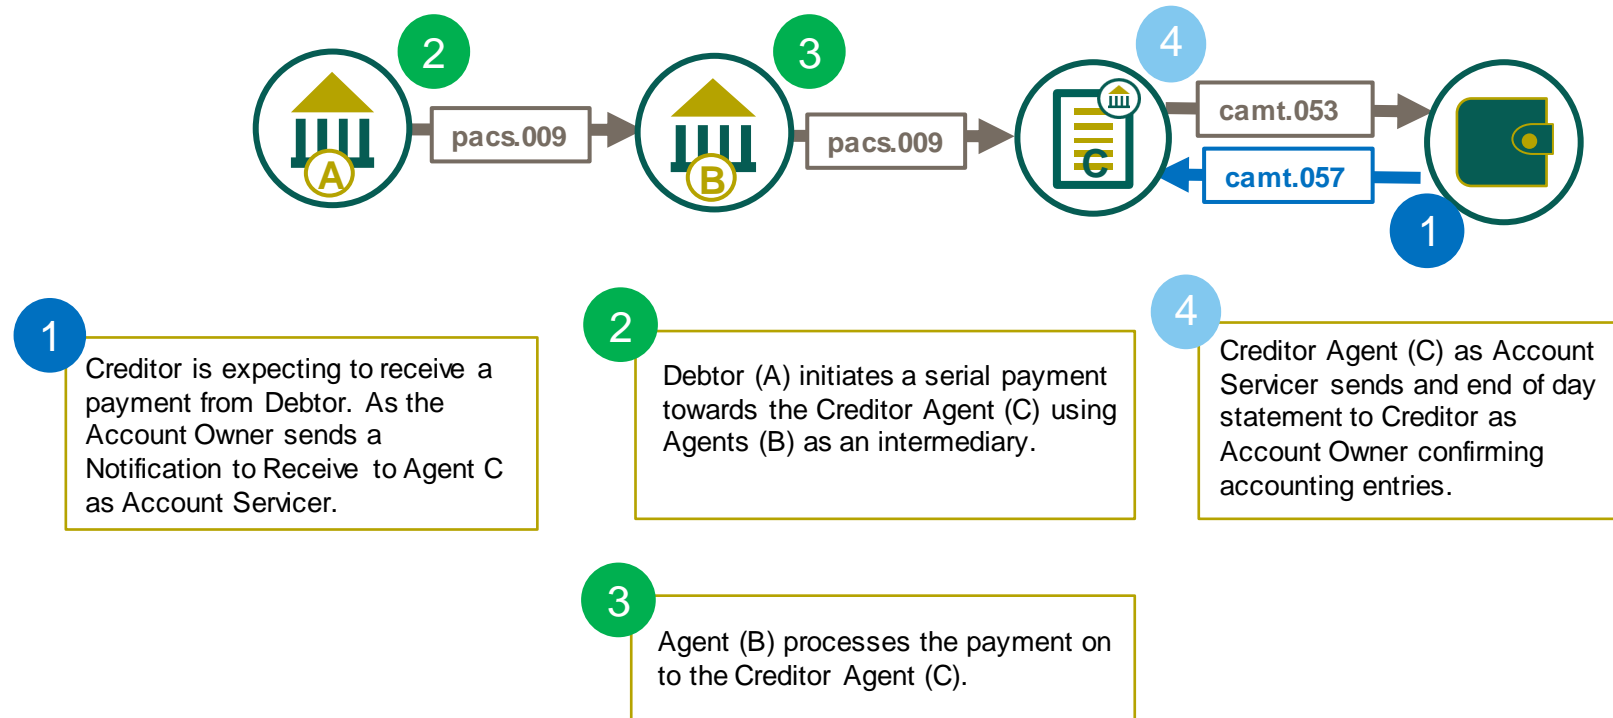 2
3
4
pacs.009
pacs.009
camt.053
camt.057
A
B
C
1
1
Creditor is expecting to receive a
payment from Debtor. As the
Account Owner sends a
Notification to Receive to Agent C
as Account Servicer.
2
Debtor (A) initiates a serial payment
towards the Creditor Agent (C) using
Agents (B) as an intermediary.
4
Creditor Agent (C) as Account
Servicer sends and end of day
statement to Creditor as
Account Owner confirming
accounting entries.
3
Agent (B) processes the payment on
to the Creditor Agent (C).